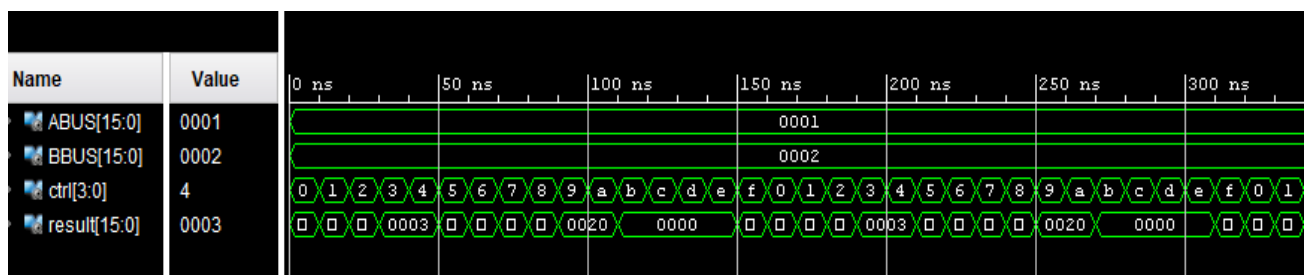 Name Value 0 ns 50 ns 100 ns 150 ns 200 ns 250 ns 300 ns
ABUS[15:0] 0001 0001
BBUS[15:0] 0002 0002
ctrl[3:0] 4 0 1 2 3 4 5 6 7 8 9 a b c d e f 0 1 2 3 4 5 6 7 8 9 a b c d e f 0 1
result[15:0] 0003 0003 0020 0000 0003 0020 0000